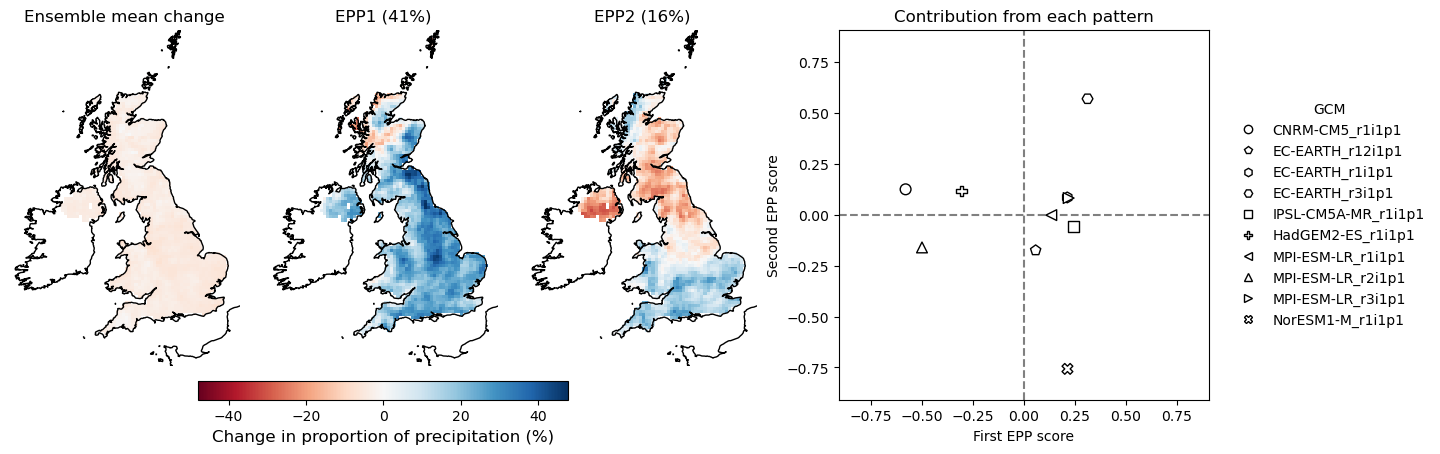 Ensemble mean change
EPP1 (41%)
EPP2 (16%)
−40
−20
0
20
40
Change in proportion of precipitation (%)
Contribution from each pattern
Second EPP score
0.75
0.50
0.25
0.00
−0.25
−0.50
−0.75
−0.75
−0.50
−0.25
0.00
0.25
0.50
0.75
First EPP score
GCM
CNRM-CM5_r1i1p1
EC-EARTH_r12i1p1
EC-EARTH_r1i1p1
EC-EARTH_r3i1p1
IPSL-CM5A-MR_r1i1p1
HadGEM2-ES_r1i1p1
MPI-ESM-LR_r1i1p1
MPI-ESM-LR_r2i1p1
MPI-ESM-LR_r3i1p1
NorESM1-M_r1i1p1